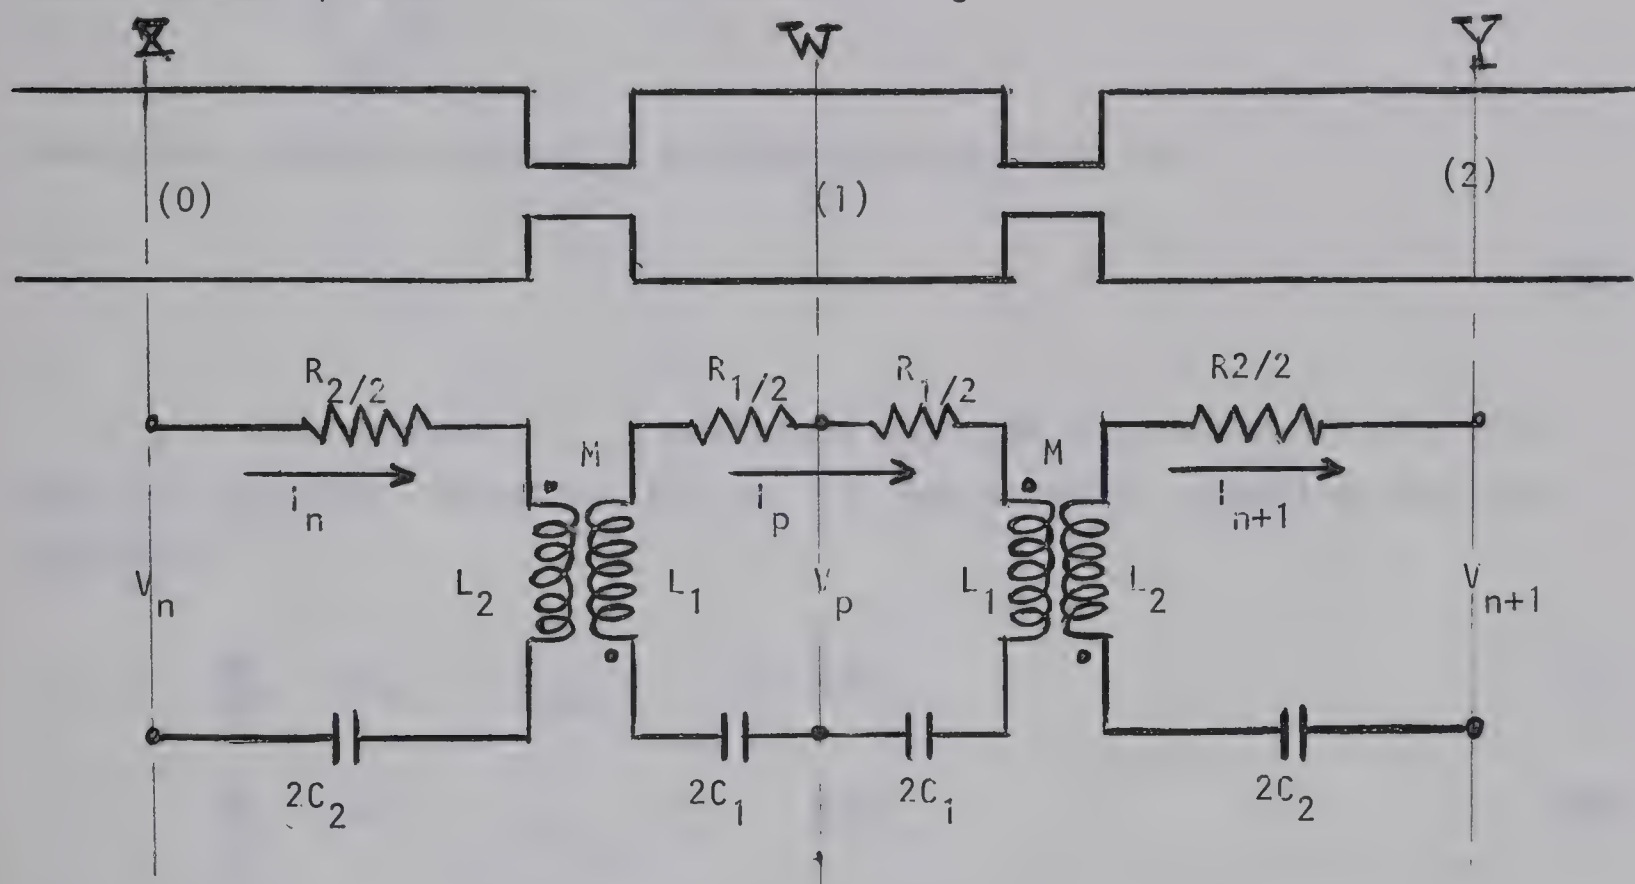 X W Y
(0) (1) (2)
R2/2 R1/2 R1/2 R2/2
M M
in ip In+1
Vn L2 L1 Vp L1 L2 Vn+1
2C2 2C1 2C1 2C2